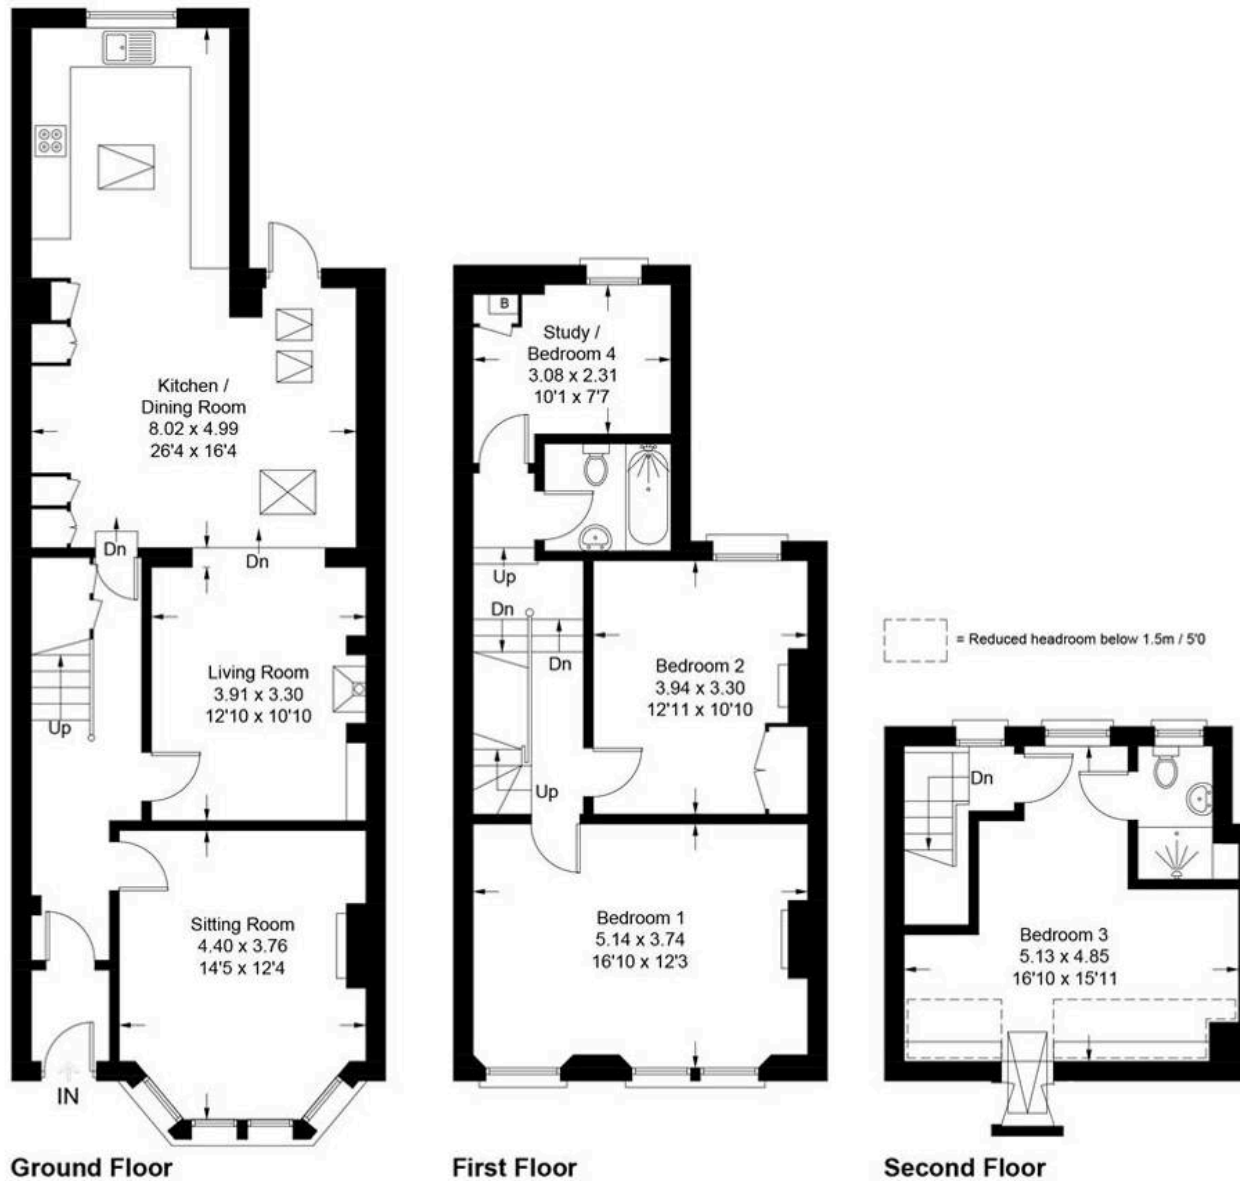 Kitchen /
Dining Room
8.02 x 4.99
26'4 x 16'4
Dn
Dn
Up
Living Room
3.91 x 3.30
12'10 x 10'10
Sitting Room
4.40 x 3.76
14'5 x 12'4
IN
Ground Floor
B
Study /
Bedroom 4
3.08 x 2.31
10'1 x 7'7
Up
Dn
Dn
Bedroom 2
3.94 x 3.30
12'11 x 10'10
Up
Bedroom 1
5.14 x 3.74
16'10 x 12'3
First Floor
= Reduced headroom below 1.5m / 5'0
Dn
Bedroom 3
5.13 x 4.85
16'10 x 15'11
Second Floor